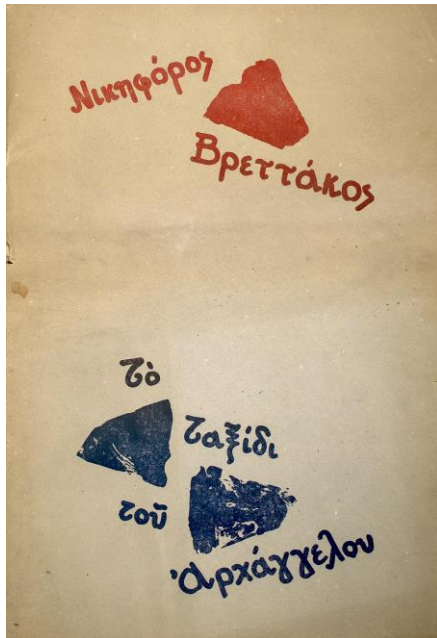 Νικηφόρος
Βρεττάκος
Τὸ
Ταξίδι
τοῦ
Ἀρχάγγελου